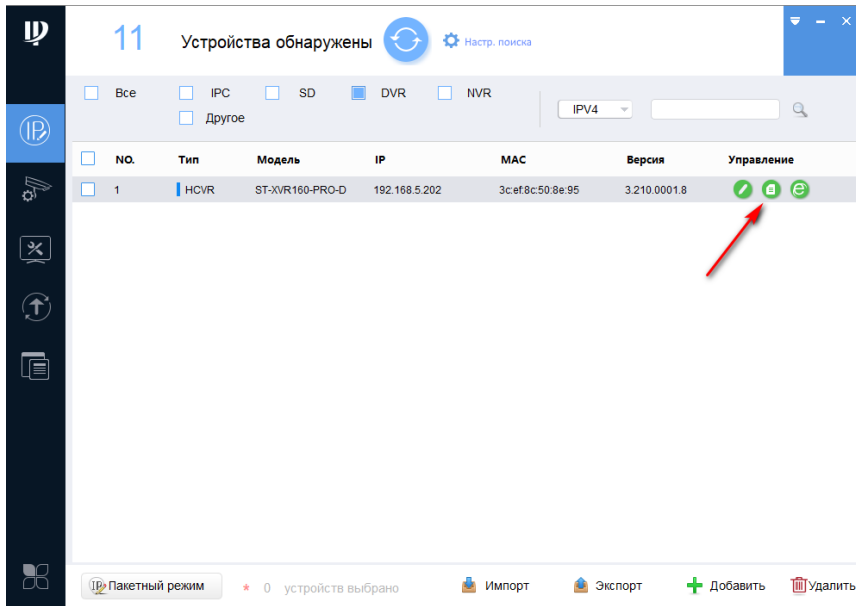 11 Устройства обнаружены Настр. поиска
Все IPC SD DVR NVR
Другое
IPV4
NO. Тип Модель IP MAC Версия Управление
1 HCVR ST-XVR160-PRO-D 192.168.5.202 3c:ef:8c:50:8e:95 3.210.0001.8
IP Пакетный режим * 0 устройств выбрано Импорт Экспорт Добавить Удалить